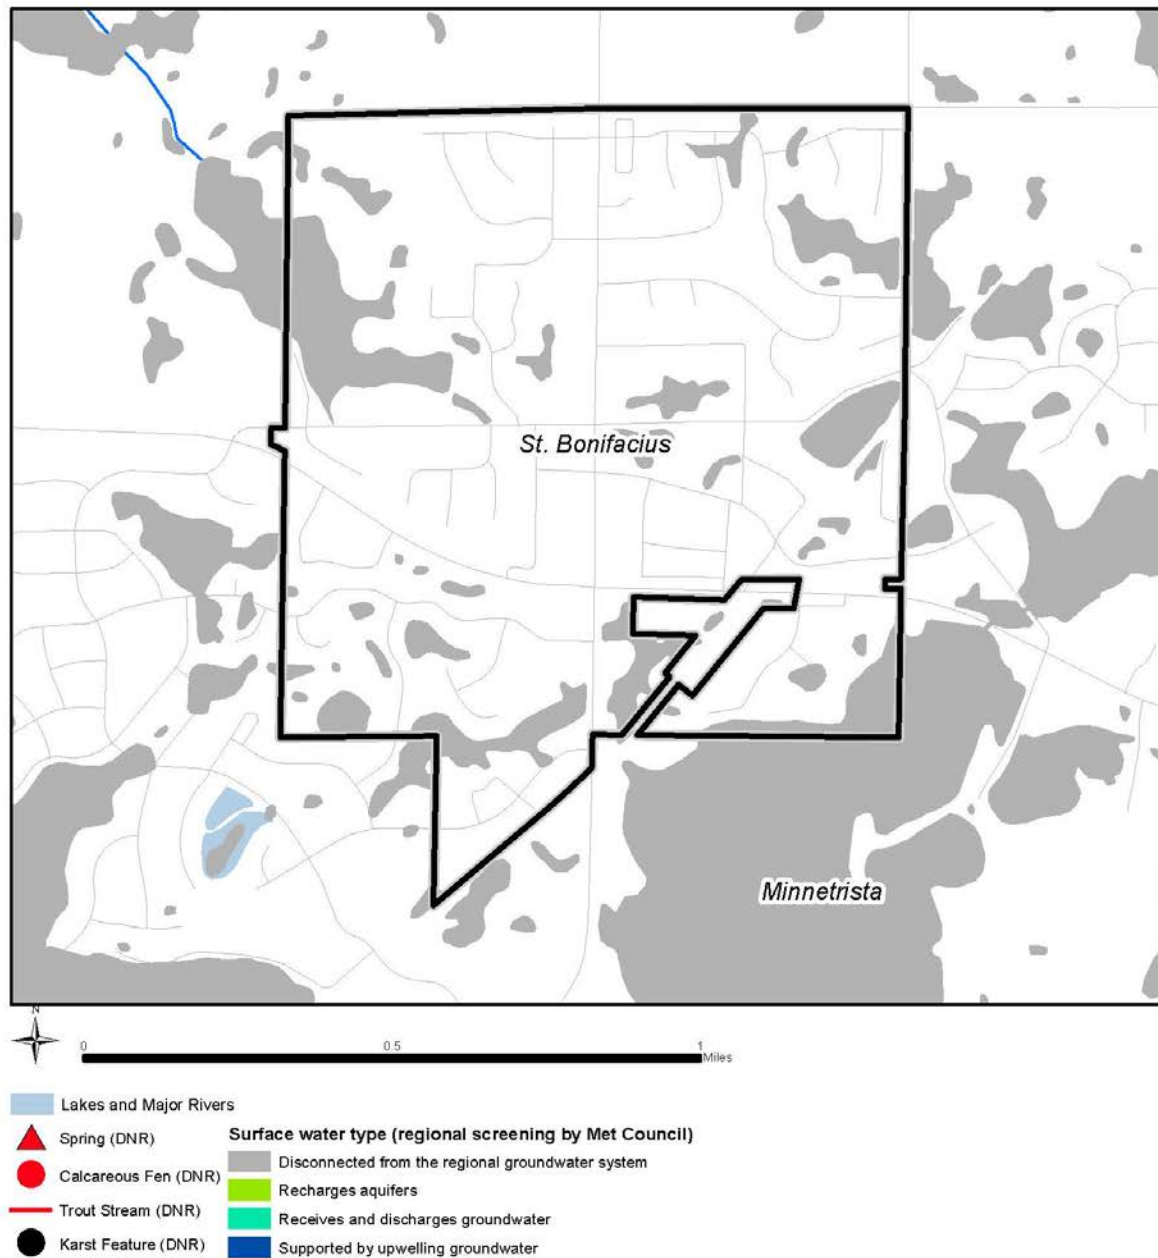 St. Bonifacius
Minnetrista
N
0 0.5 1
Miles
Lakes and Major Rivers
Spring (DNR)
Calcareous Fen (DNR)
Trout Stream (DNR)
Karst Feature (DNR)
Surface water type (regional screening by Met Council)
Disconnected from the regional groundwater system
Recharges aquifers
Receives and discharges groundwater
Supported by upwelling groundwater